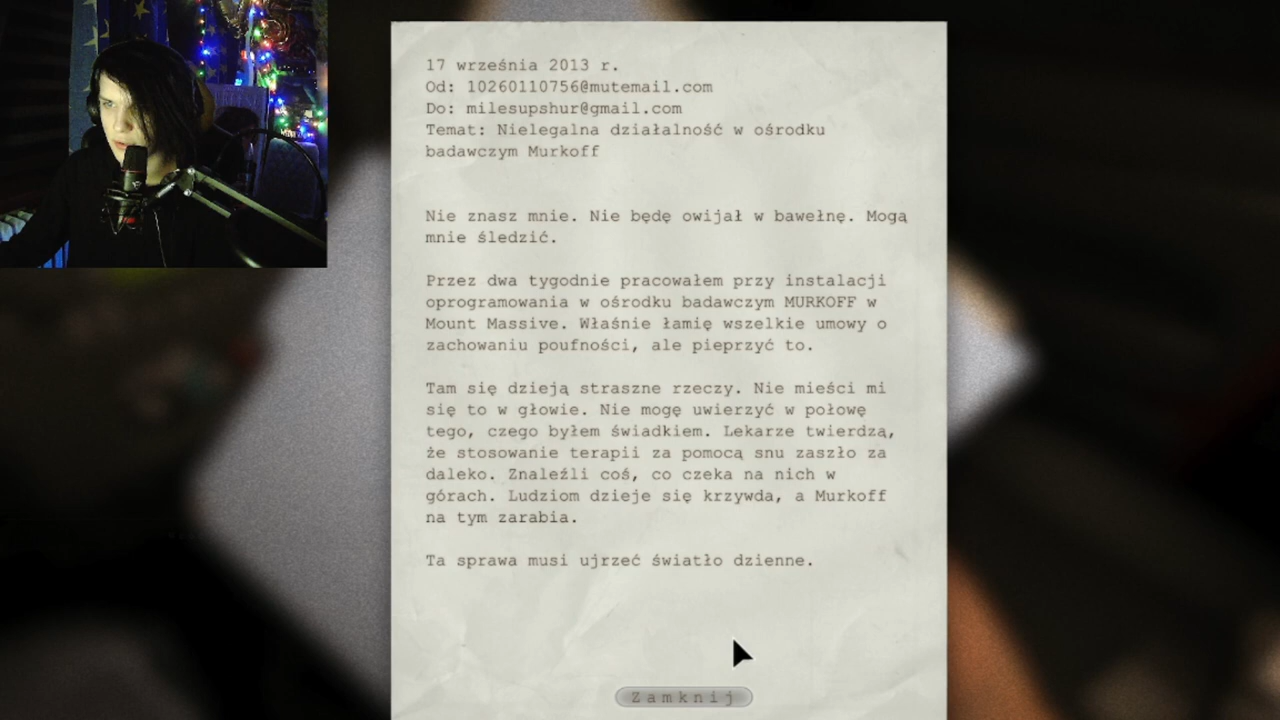 17 września 2013 r.
Od: 10260110756@mutemail.com
Do: milesupshur@gmail.com
Temat: Nielegalna działalność w ośrodku
badawczym Murkoff
Nie znasz mnie. Nie będę owijał w bawełnę. Mogą
mnie śledzić.
Przez dwa tygodnie pracowałem przy instalacji
oprogramowania w ośrodku badawczym MURKOFF w
Mount Massive. Właśnie łamię wszelkie umowy o
zachowaniu poufności, ale pieprzyć to.
Tam się dzieją straszne rzeczy. Nie mieści mi
się to w głowie. Nie mogę uwierzyć w połowę
tego, czego byłem świadkiem. Lekarze twierdzą,
że stosowanie terapii za pomocą snu zaszło za
daleko. Znaleźli coś, co czeka na nich w
górach. Ludziom dzieje się krzywda, a Murkoff
na tym zarabia.
Ta sprawa musi ujrzeć światło dzienne.
Zamknij